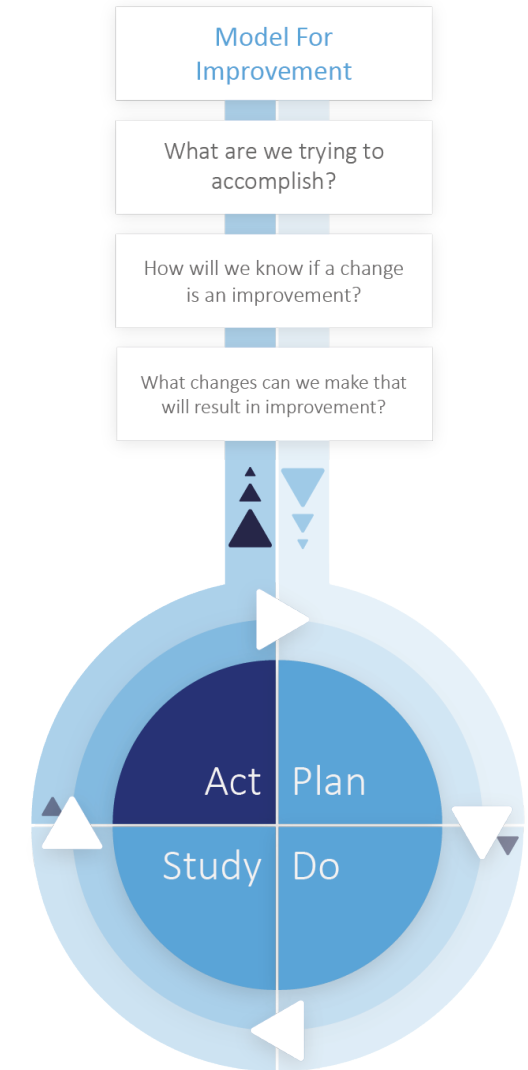 Model For
Improvement
What are we trying to
accomplish?
How will we know if a change
is an improvement?
What changes can we make that
will result in improvement?
Act
Plan
Study
Do